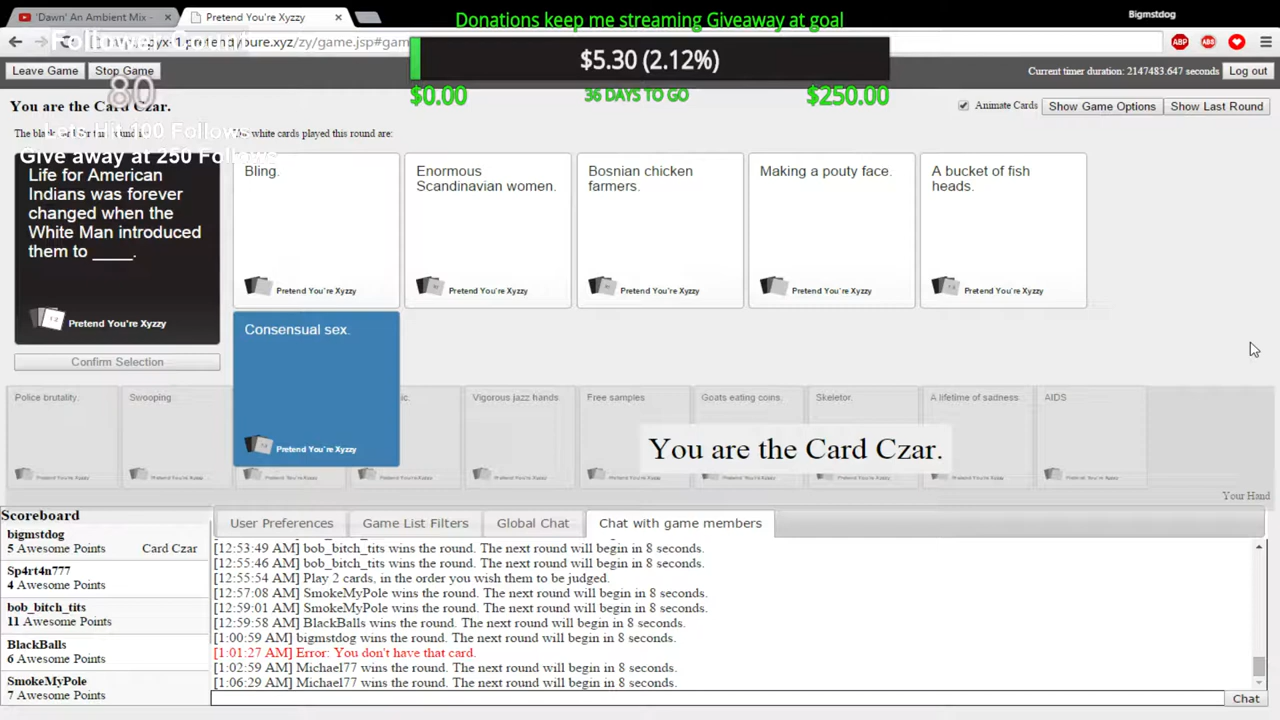 Donations keep me streaming Giveaway at goal
Bigmstdog
'Dawn' An Ambient Mix -
Pretend You're Xyzzy
$5.30 (2.12%)
$0.00
36 DAYS TO GO
$250.00
Leave Game
Stop Game
80
Current timer duration: 2147483.647 seconds
Log out
You are the Card Czar.
Animate Cards
Show Game Options
Show Last Round
Lets Hit 100 Follows
Give away at 250 Follows
white cards played this round are:
Life for American
Indians was forever
changed when the
White Man introduced
them to _____.
Pretend You're Xyzzy
Bling.
Pretend You're Xyzzy
Enormous
Scandinavian women.
Pretend You're Xyzzy
Bosnian chicken
farmers.
Pretend You're Xyzzy
Making a pouty face.
Pretend You're Xyzzy
A bucket of fish
heads.
Pretend You're Xyzzy
Confirm Selection
Consensual sex.
Pretend You're Xyzzy
Police brutality.
Swooping.
Vigorous jazz hands.
Free samples.
Goats eating coins.
Skeletor.
A lifetime of sadness.
AIDS
You are the Card Czar.
Your Hand
Scoreboard
bigmstdog
5 Awesome Points Card Czar
Sp4rt4n777
4 Awesome Points
bob_bitch_tits
11 Awesome Points
BlackBalls
6 Awesome Points
SmokeMyPole
7 Awesome Points
User Preferences
Game List Filters
Global Chat
Chat with game members
[12:53:49 AM] bob_bitch_tits wins the round. The next round will begin in 8 seconds.
[12:55:46 AM] bob_bitch_tits wins the round. The next round will begin in 8 seconds.
[12:55:54 AM] Play 2 cards, in the order you wish them to be judged.
[12:57:08 AM] SmokeMyPole wins the round. The next round will begin in 8 seconds.
[12:59:01 AM] SmokeMyPole wins the round. The next round will begin in 8 seconds.
[12:59:58 AM] BlackBalls wins the round. The next round will begin in 8 seconds.
[1:00:59 AM] bigmstdog wins the round. The next round will begin in 8 seconds.
[1:01:27 AM] Error: You don't have that card.
[1:02:59 AM] Michael77 wins the round. The next round will begin in 8 seconds.
[1:06:29 AM] Michael77 wins the round. The next round will begin in 8 seconds.
Chat